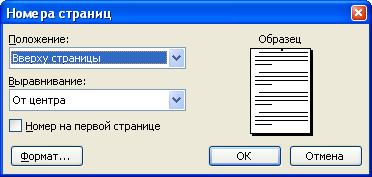 Номера страниц
Положение:
Образец
Вверху страницы
Выравнивание:
От центра
Номер на первой странице
Формат...
ОК
Отмена